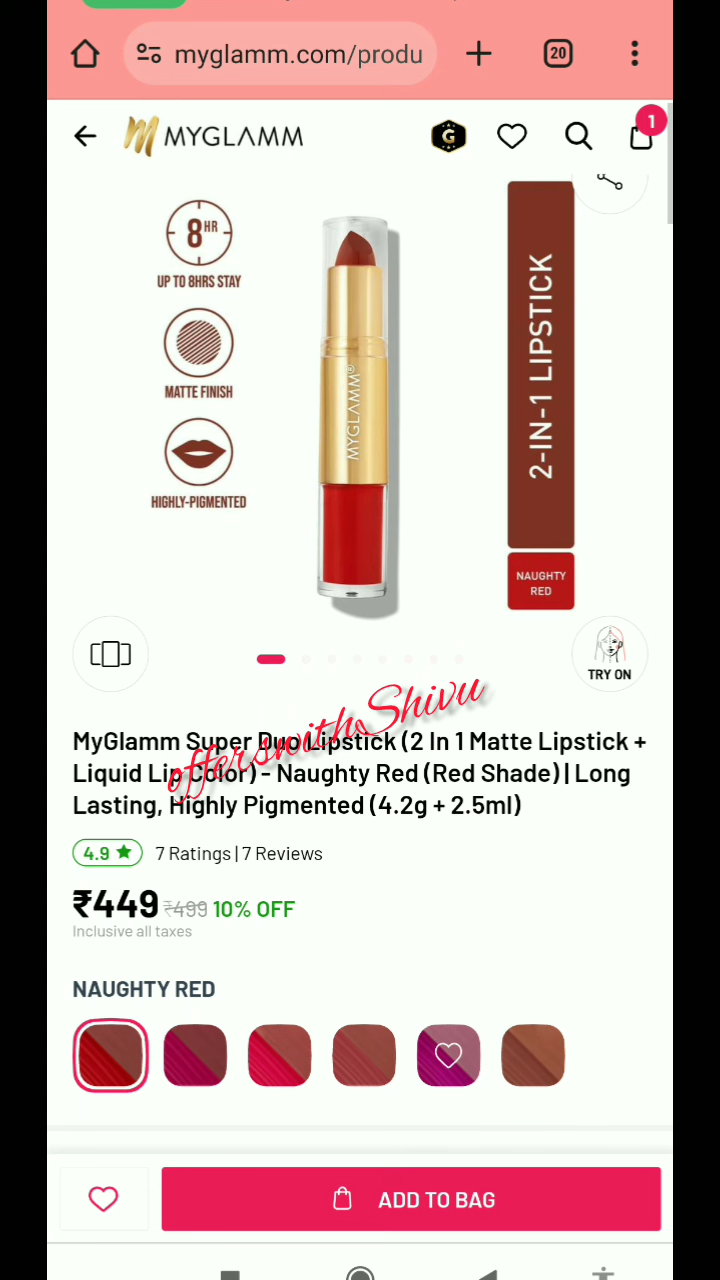 20
myglamm.com/produ
MYGLAMM
G
1
8HR
UP TO 8HRS STAY
MATTE FINISH
HIGHLY-PIGMENTED
MYGLAMM®
2-IN-1 LIPSTICK
NAUGHTY
RED
TRY ON
offerswithShivu
MyGlamm Super Duo Lipstick (2 In 1 Matte Lipstick +
Liquid Lip Color) - Naughty Red (Red Shade) | Long
Lasting, Highly Pigmented (4.2g + 2.5ml)
4.9 ★ 7 Ratings | 7 Reviews
₹449 ₹499 10% OFF
Inclusive all taxes
NAUGHTY RED
ADD TO BAG